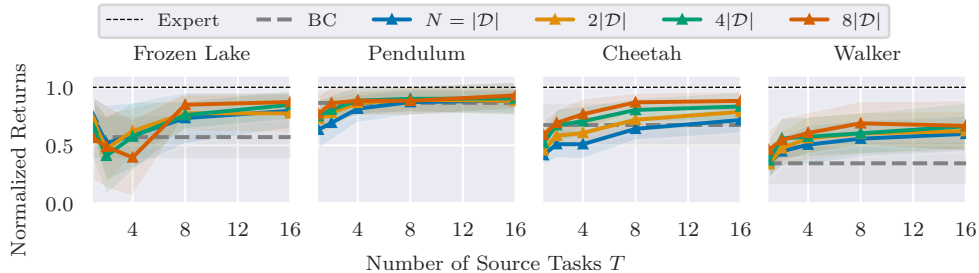 Expert BC N = |D| 2|D| 4|D| 8|D|
Frozen Lake Pendulum Cheetah Walker
Normalized Returns
1.0
0.5
0.0
4 8 12 16 4 8 12 16 4 8 12 16 4 8 12 16
Number of Source Tasks T